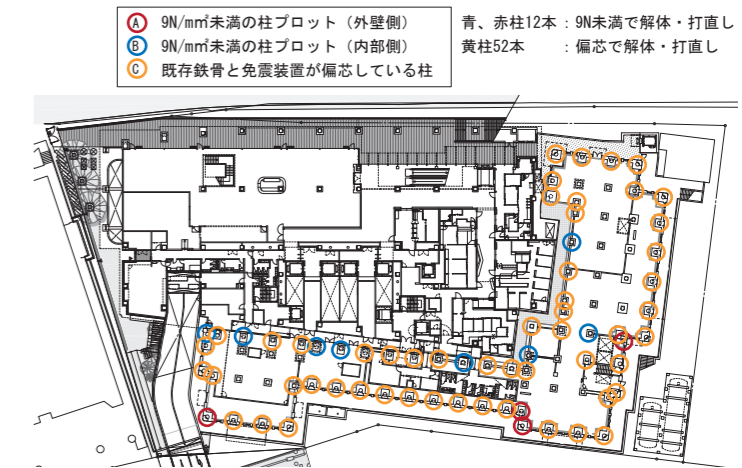 A 9N/m㎡未満の柱プロット（外壁側）
B 9N/m㎡未満の柱プロット（内部側）
C 既存鉄骨と免震装置が偏芯している柱
青、赤柱12本：9N未満で解体・打直し
黄柱52本　　：偏芯で解体・打直し